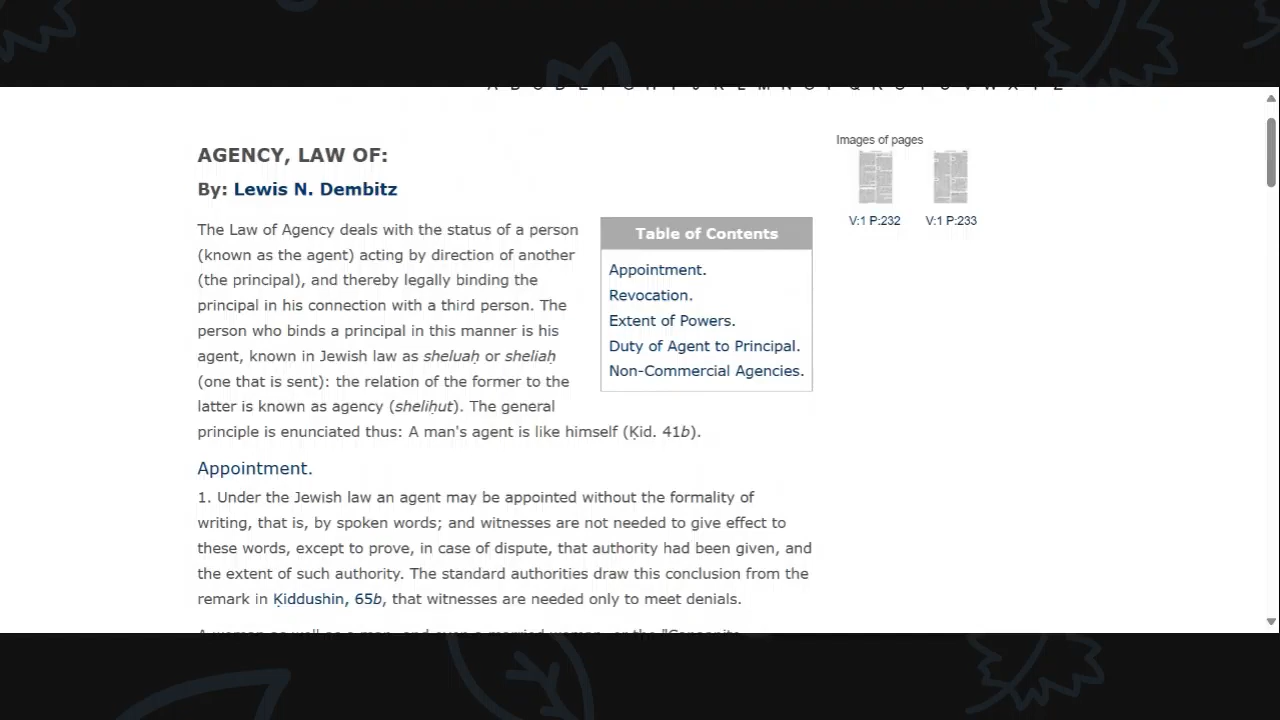 AGENCY, LAW OF:
By: Lewis N. Dembitz
The Law of Agency deals with the status of a person
(known as the agent) acting by direction of another
(the principal), and thereby legally binding the
principal in his connection with a third person. The
person who binds a principal in this manner is his
agent, known in Jewish law as sheluaḥ or sheliaḥ
(one that is sent): the relation of the former to the
latter is known as agency (sheliḥut). The general
principle is enunciated thus: A man's agent is like himself (Ḳid. 41b).
Table of Contents
Appointment.
Revocation.
Extent of Powers.
Duty of Agent to Principal.
Non-Commercial Agencies.
Images of pages
V:1 P:232
V:1 P:233
Appointment.
1. Under the Jewish law an agent may be appointed without the formality of
writing, that is, by spoken words; and witnesses are not needed to give effect to
these words, except to prove, in case of dispute, that authority had been given, and
the extent of such authority. The standard authorities draw this conclusion from the
remark in Ḳiddushin, 65b, that witnesses are needed only to meet denials.